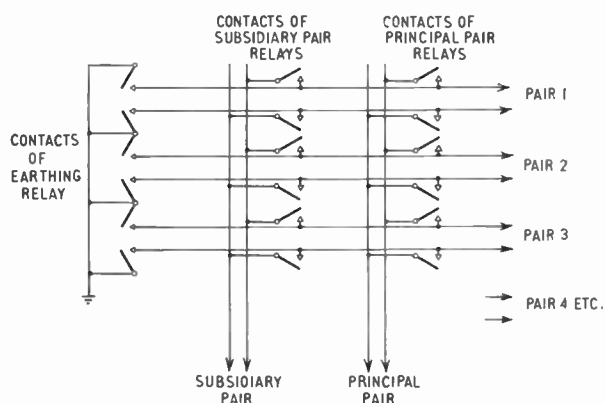 CONTACTS OF
SUBSIDIARY PAIR
RELAYS
CONTACTS OF
PRINCIPAL PAIR
RELAYS
PAIR 1
CONTACTS
OF
EARTHING
RELAY
PAIR 2
PAIR 3
PAIR 4 ETC.
SUBSIDIARY
PAIR
PRINCIPAL
PAIR